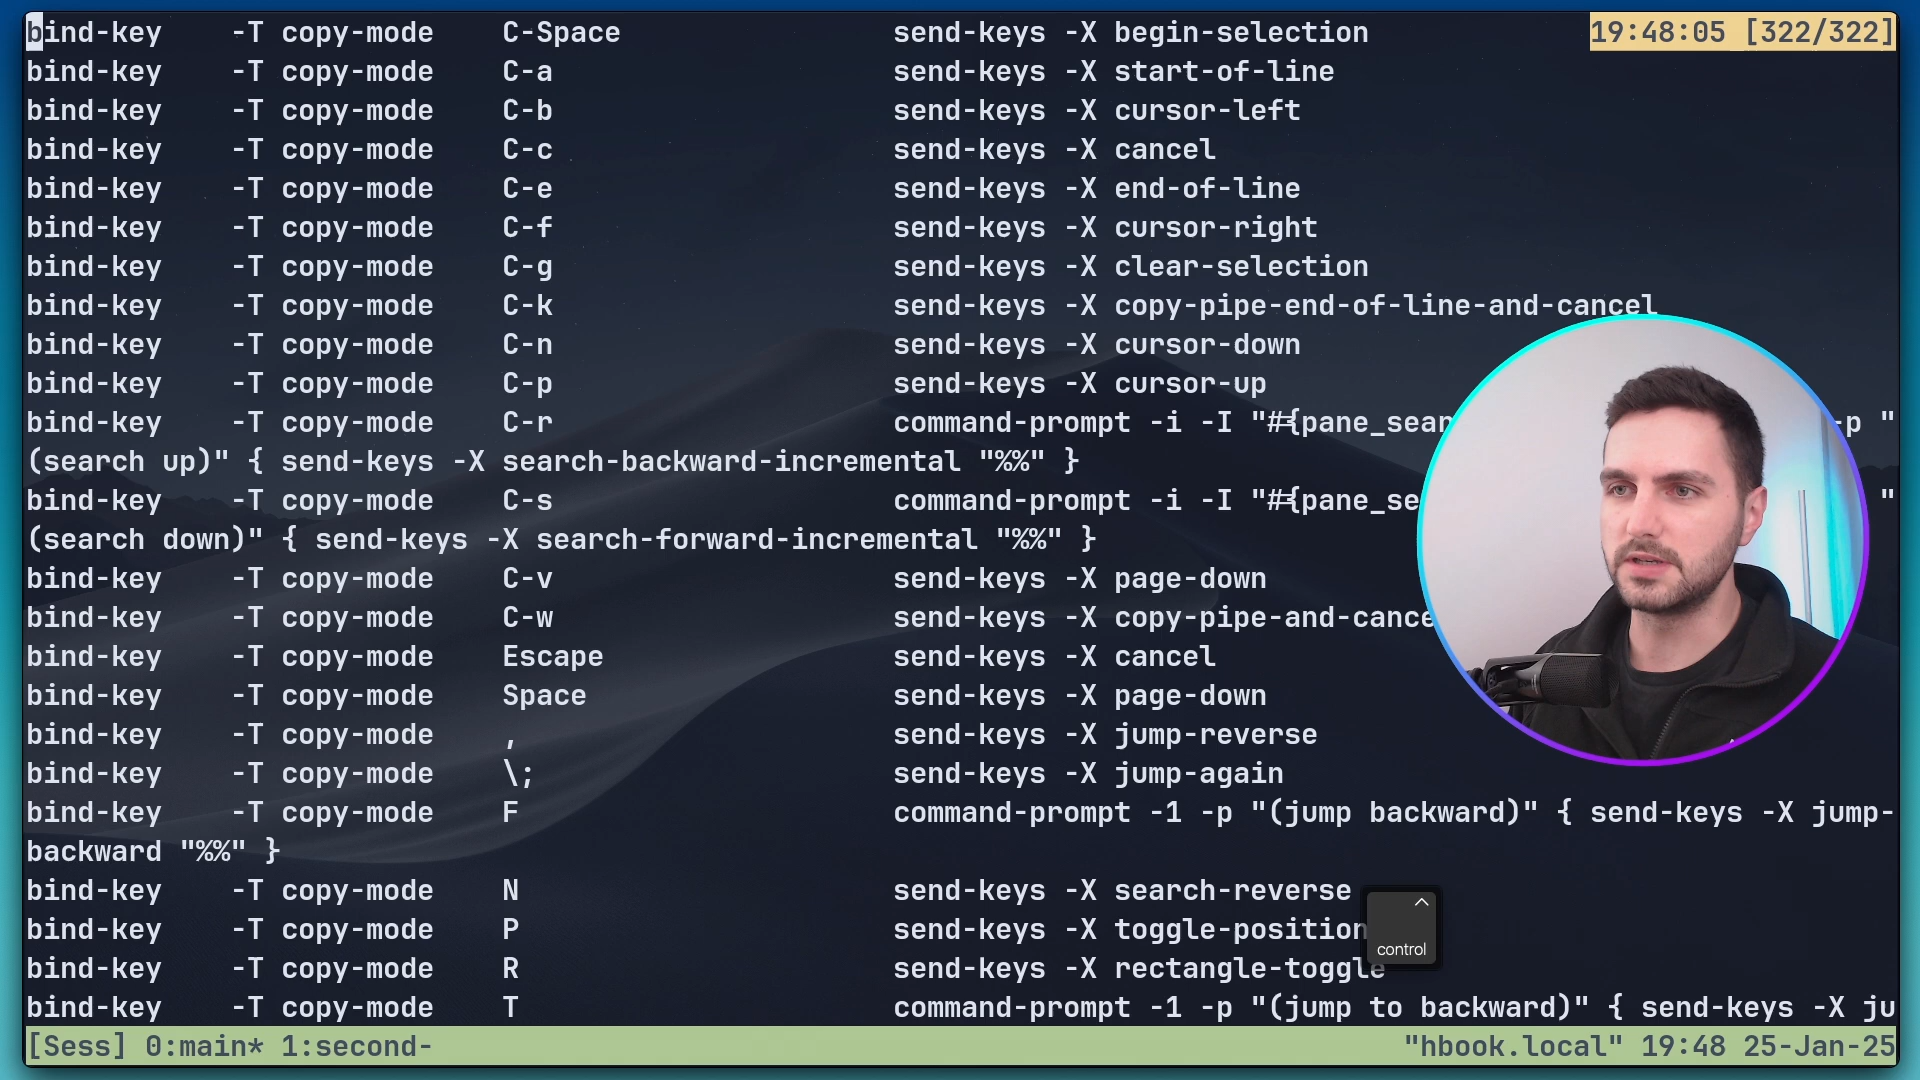 bind-key    -T copy-mode    C-Space                send-keys -X begin-selection 19:48:05 [322/322]
bind-key    -T copy-mode    C-a                    send-keys -X start-of-line
bind-key    -T copy-mode    C-b                    send-keys -X cursor-left
bind-key    -T copy-mode    C-c                    send-keys -X cancel
bind-key    -T copy-mode    C-e                    send-keys -X end-of-line
bind-key    -T copy-mode    C-f                    send-keys -X cursor-right
bind-key    -T copy-mode    C-g                    send-keys -X clear-selection
bind-key    -T copy-mode    C-k                    send-keys -X copy-pipe-end-of-line-and-cancel
bind-key    -T copy-mode    C-n                    send-keys -X cursor-down
bind-key    -T copy-mode    C-p                    send-keys -X cursor-up
bind-key    -T copy-mode    C-r                    command-prompt -i -I "#{pane_sear -p "
(search up)" { send-keys -X search-backward-incremental "%%" }
bind-key    -T copy-mode    C-s                    command-prompt -i -I "#{pane_se "
(search down)" { send-keys -X search-forward-incremental "%%" }
bind-key    -T copy-mode    C-v                    send-keys -X page-down
bind-key    -T copy-mode    C-w                    send-keys -X copy-pipe-and-cance
bind-key    -T copy-mode    Escape                 send-keys -X cancel
bind-key    -T copy-mode    Space                  send-keys -X page-down
bind-key    -T copy-mode    ,                      send-keys -X jump-reverse
bind-key    -T copy-mode    \;                     send-keys -X jump-again
bind-key    -T copy-mode    F                      command-prompt -1 -p "(jump backward)" { send-keys -X jump-
backward "%%" }
bind-key    -T copy-mode    N                      send-keys -X search-reverse
bind-key    -T copy-mode    P                      send-keys -X toggle-position
control
bind-key    -T copy-mode    R                      send-keys -X rectangle-toggle
bind-key    -T copy-mode    T                      command-prompt -1 -p "(jump to backward)" { send-keys -X ju
[Sess] 0:main* 1:second- "hbook.local" 19:48 25-Jan-25